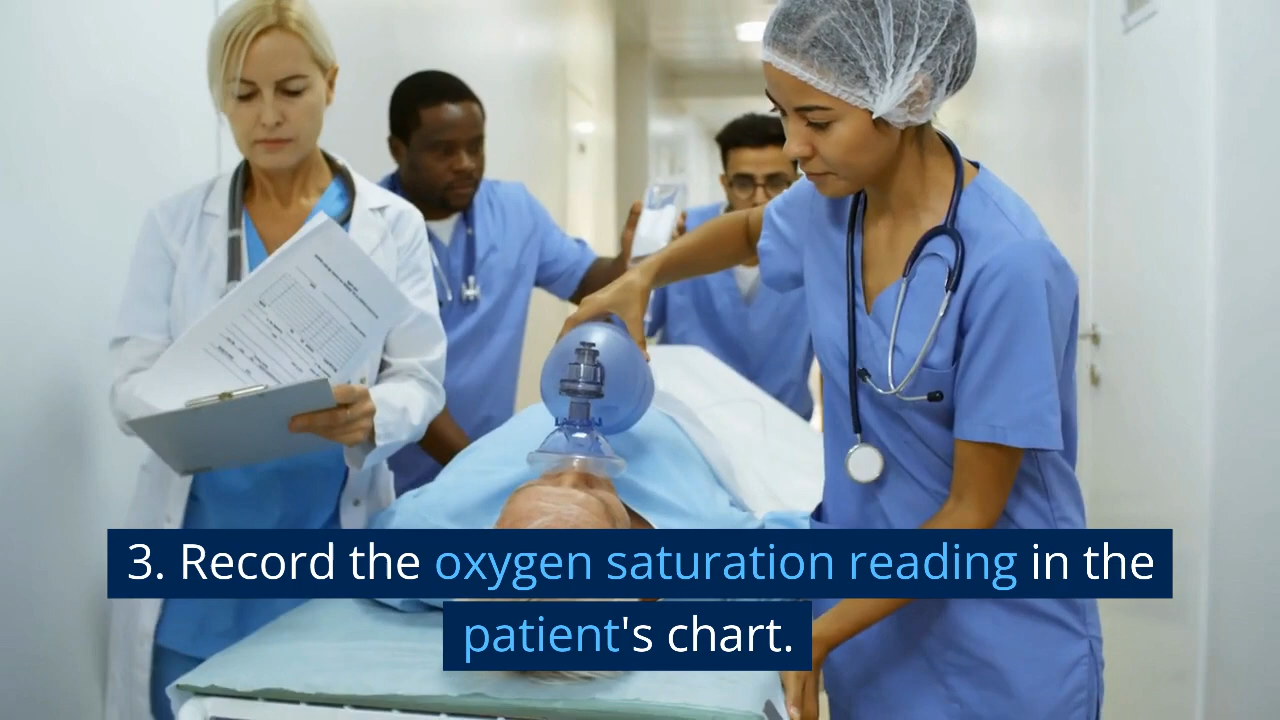 3. Record the oxygen saturation reading in the
patient's chart.